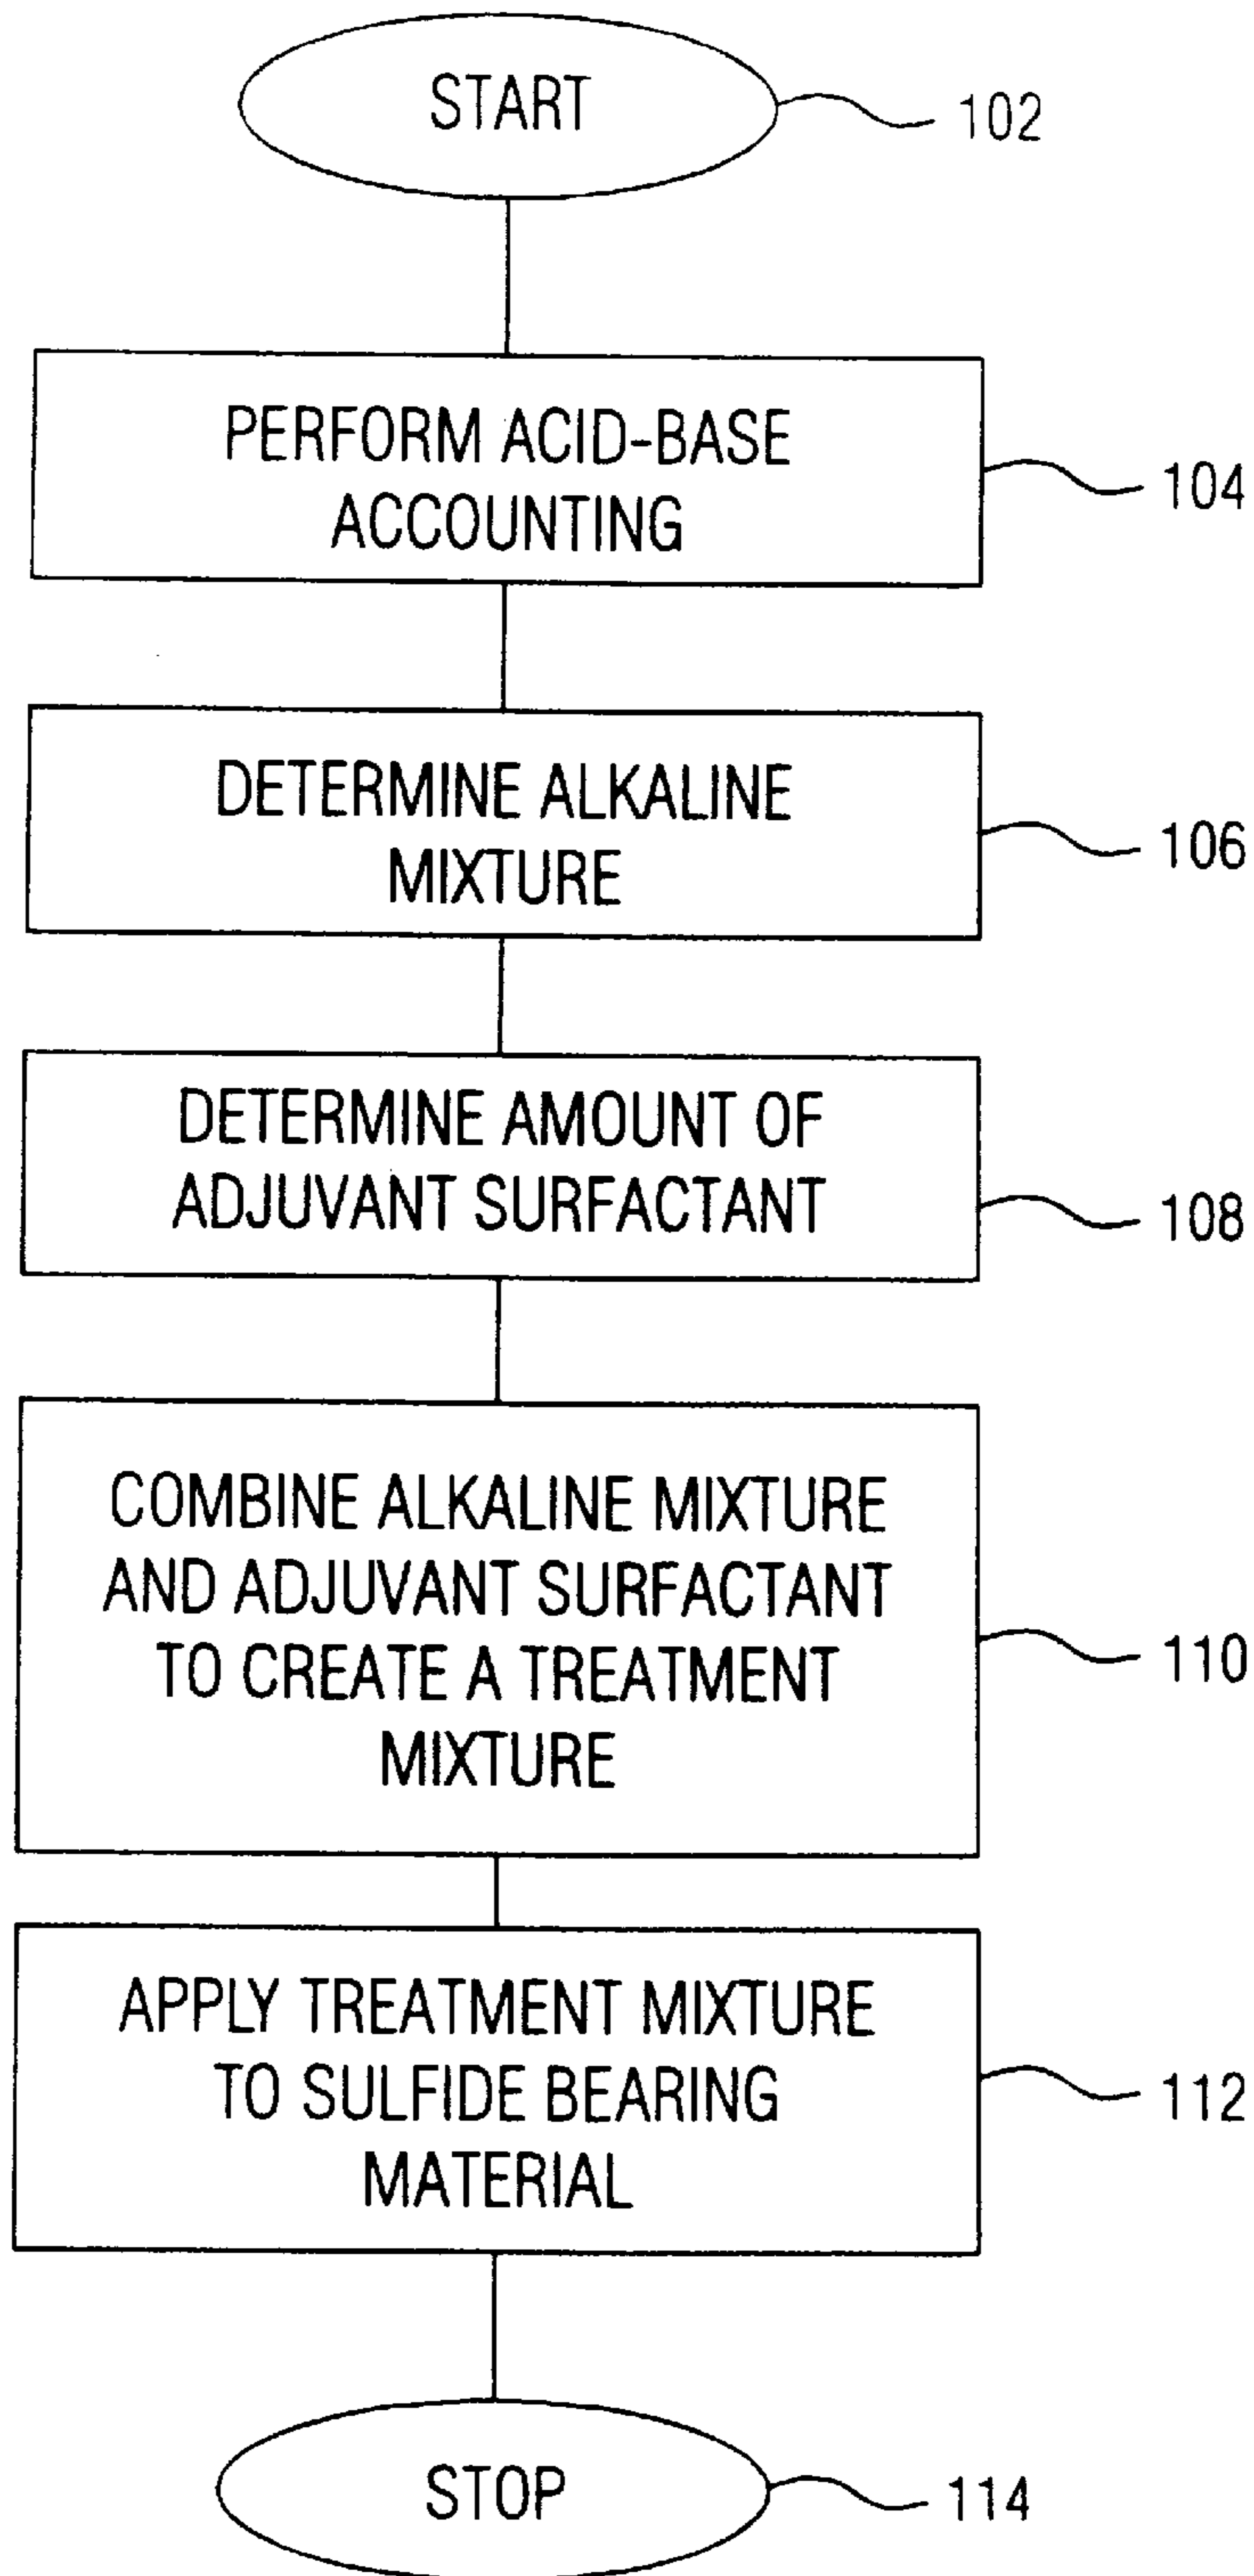 START
102
PERFORM ACID-BASE
ACCOUNTING
104
DETERMINE ALKALINE
MIXTURE
106
DETERMINE AMOUNT OF
ADJUVANT SURFACTANT
108
COMBINE ALKALINE MIXTURE
AND ADJUVANT SURFACTANT
TO CREATE A TREATMENT
MIXTURE
110
APPLY TREATMENT MIXTURE
TO SULFIDE BEARING
MATERIAL
112
STOP
114